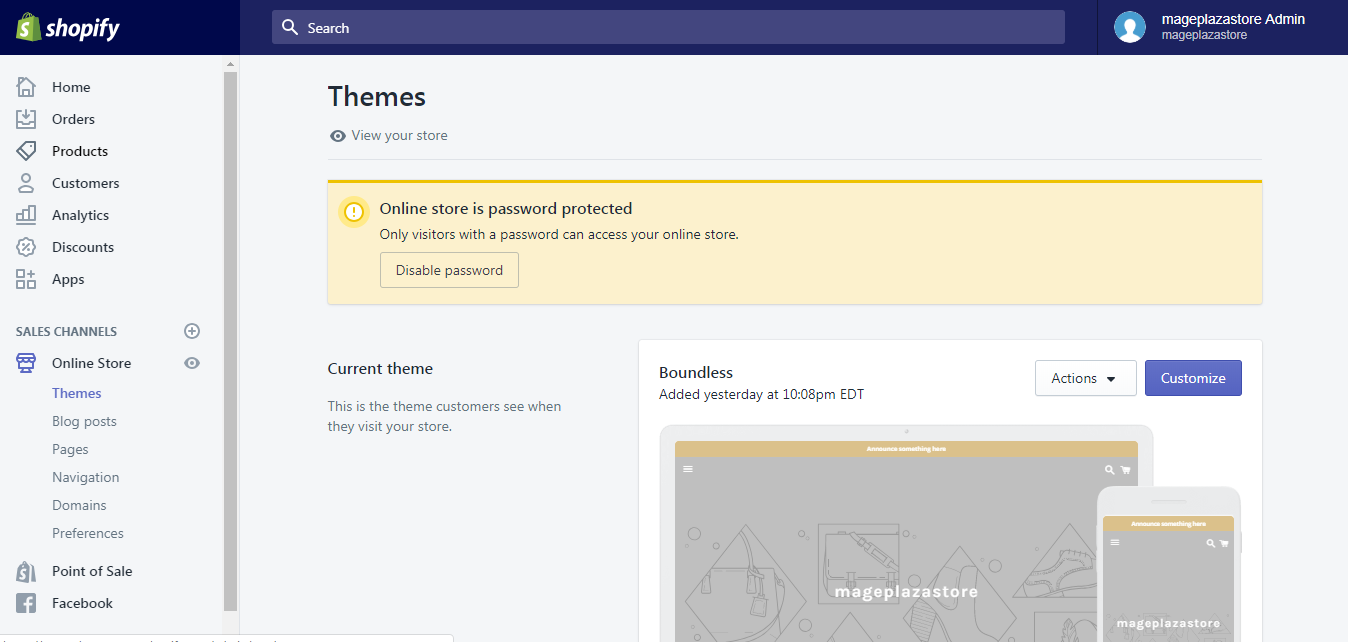 shopify
Search
mageplazastore Admin
mageplazastore
Home
Orders
Products
Customers
Analytics
Discounts
Apps
SALES CHANNELS
Online Store
Themes
Blog posts
Pages
Navigation
Domains
Preferences
Point of Sale
Facebook
Themes
View your store
Online store is password protected
Only visitors with a password can access your online store.
Disable password
Current theme
This is the theme customers see when
they visit your store.
Boundless
Added yesterday at 10:08pm EDT
Actions
Customize
Announce something here
mageplazastore
Announce something here
mageplazastore